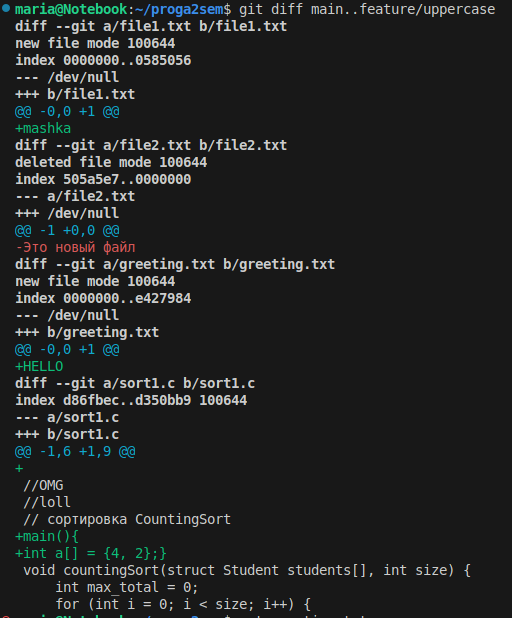 maria@Notebook:~/proga2sem$ git diff main..feature/uppercase
diff --git a/file1.txt b/file1.txt
new file mode 100644
index 0000000..0585056
--- /dev/null
+++ b/file1.txt
@@ -0,0 +1 @@
+mashka
diff --git a/file2.txt b/file2.txt
deleted file mode 100644
index 505a5e7..0000000
--- a/file2.txt
+++ /dev/null
@@ -1 +0,0 @@
-Это новый файл
diff --git a/greeting.txt b/greeting.txt
new file mode 100644
index 0000000..e427984
--- /dev/null
+++ b/greeting.txt
@@ -0,0 +1 @@
+HELLO
diff --git a/sort1.c b/sort1.c
index d86fbec..d350bb9 100644
--- a/sort1.c
+++ b/sort1.c
@@ -1,6 +1,9 @@
+
 //OMG
 //loll
 // сортировка CountingSort
+main(){
+int a[] = {4, 2};}
 void countingSort(struct Student students[], int size) {
     int max_total = 0;
     for (int i = 0; i < size; i++) {